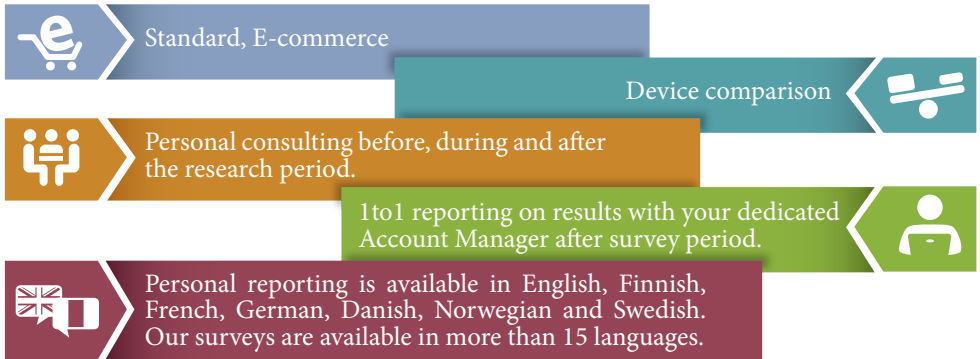 Standard, E-commerce
Device comparison
Personal consulting before, during and after
the research period.
1to1 reporting on results with your dedicated
Account Manager after survey period.
Personal reporting is available in English, Finnish,
French, German, Danish, Norwegian and Swedish.
Our surveys are available in more than 15 languages.